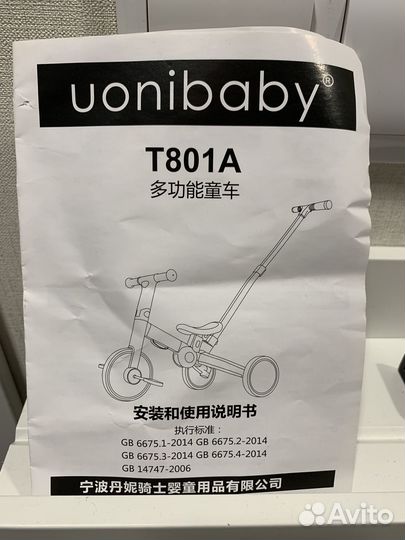 uonibaby®
T801A
多功能童车
安装和使用说明书
执行标准：
GB 6675.1-2014 GB 6675.2-2014
GB 6675.3-2014 GB 6675.4-2014
GB 14747-2006
宁波丹妮骑士婴童用品有限公司
Avito